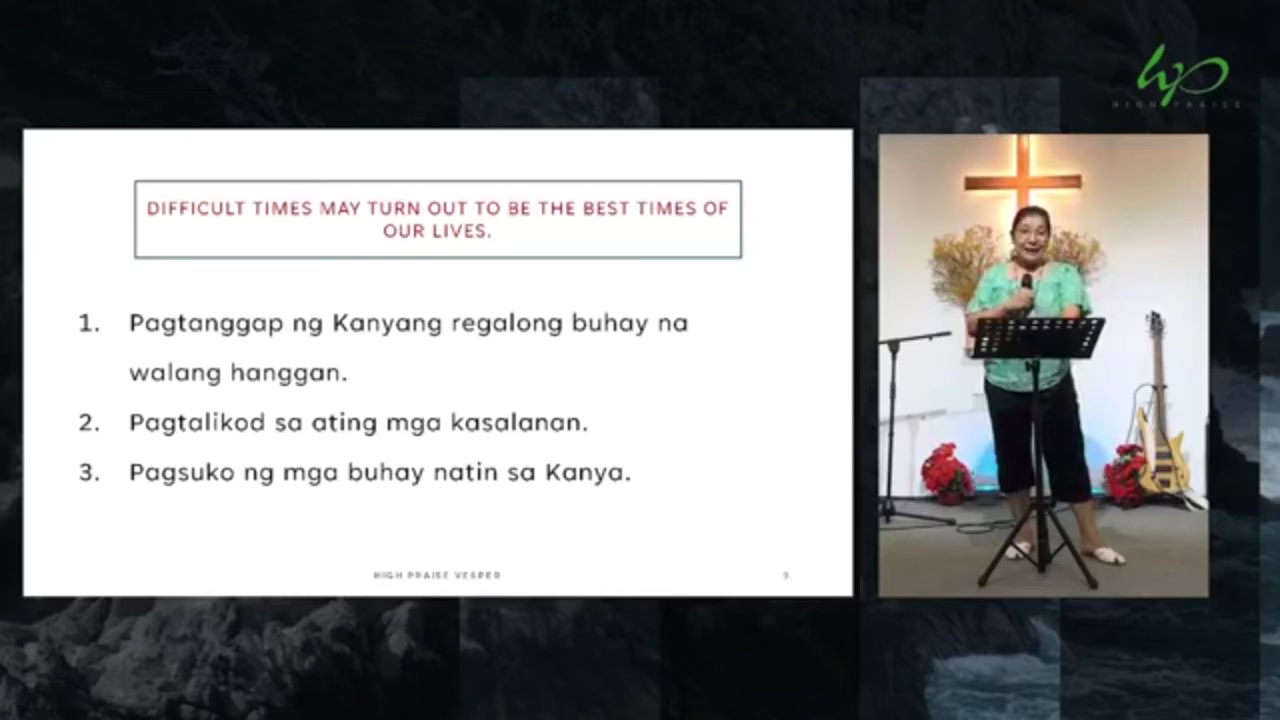 hp
HIGH PRAISE
DIFFICULT TIMES MAY TURN OUT TO BE THE BEST TIMES OF
OUR LIVES.
1. Pagtanggap ng Kanyang regalong buhay na
walang hanggan.
2. Pagtalikod sa ating mga kasalanan.
3. Pagsuko ng mga buhay natin sa Kanya.
HIGH PRAISE VESPER
9